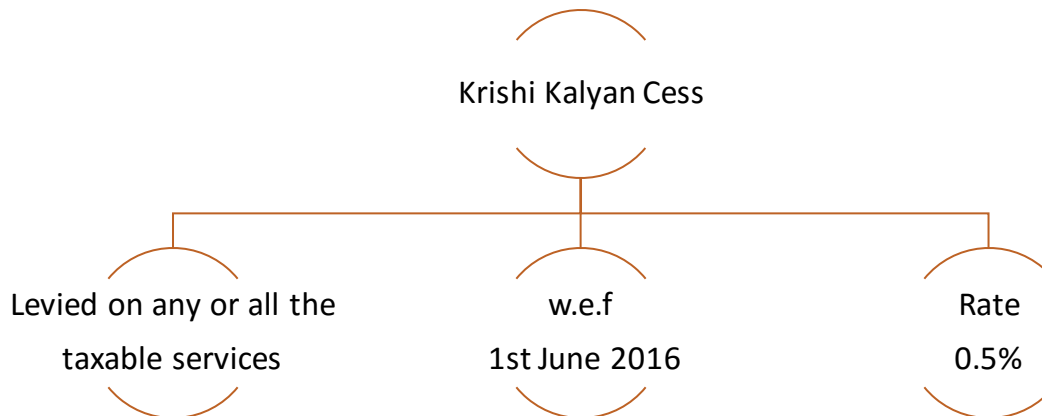 Krishi Kalyan Cess
Levied on any or all the
taxable services
w.e.f
1st June 2016
Rate
0.5%